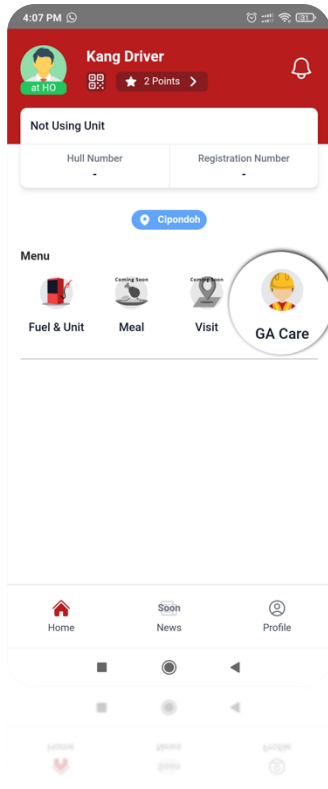 4:07 PM
31
Kang Driver
at HO
2 Points
Not Using Unit
Hull Number
Registration Number
-
-
Cipondoh
Menu
Coming Soon
Coming Soon
Fuel & Unit
Meal
Visit
GA Care
Soon
Home
News
Profile